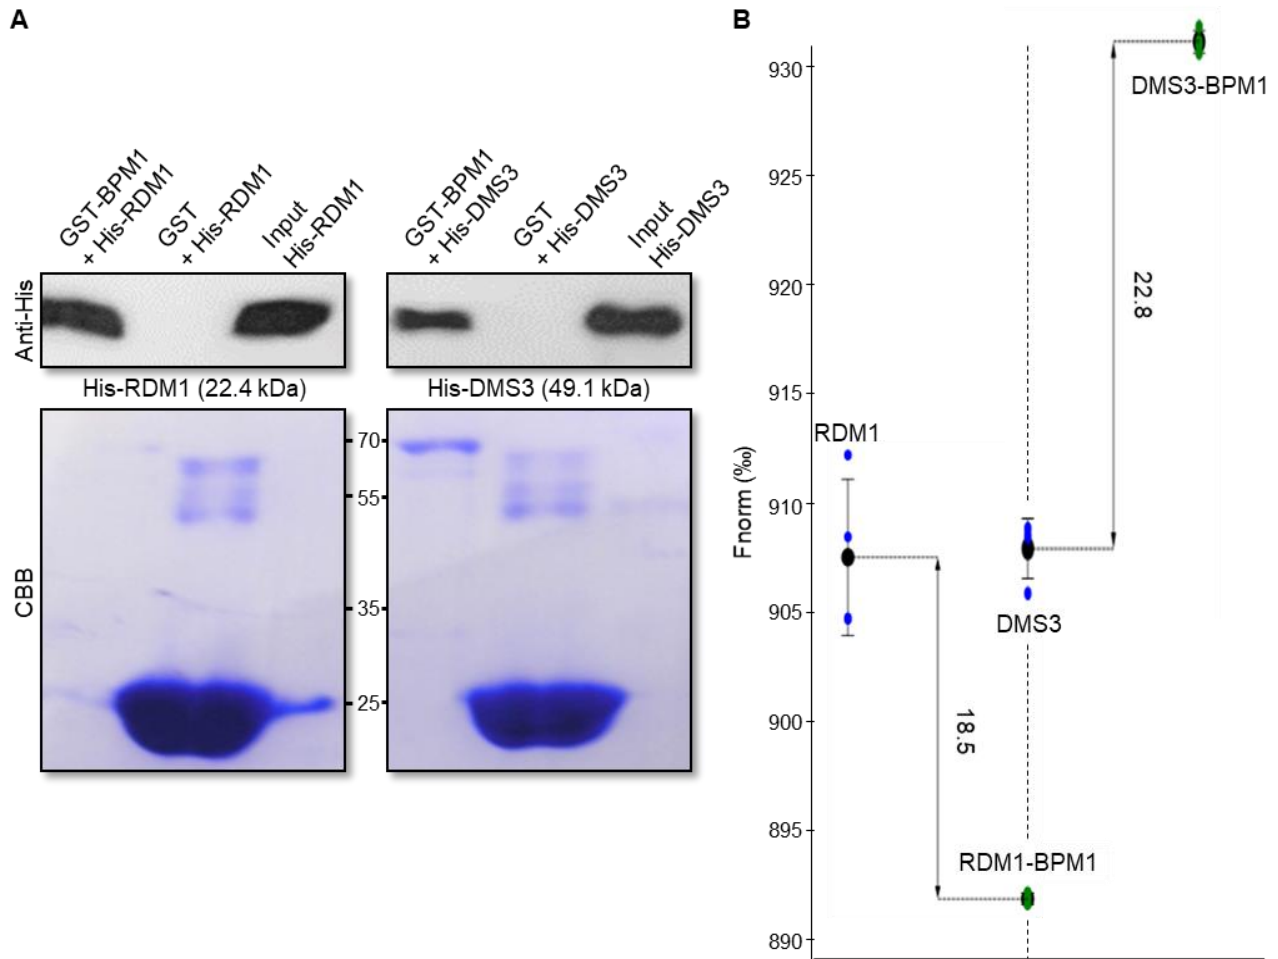 A
GST-BPM1
+ His-RDM1
GST
+ His-RDM1
Input
His-RDM1
GST-BPM1
+ His-DMS3
GST
+ His-DMS3
Input
His-DMS3
Anti-His
His-RDM1 (22.4 kDa)
His-DMS3 (49.1 kDa)
CBB
70
55
35
25
B
Fnorm (‰)
930
925
920
915
910
905
900
895
890
DMS3-BPM1
22.8
RDM1
DMS3
18.5
RDM1-BPM1